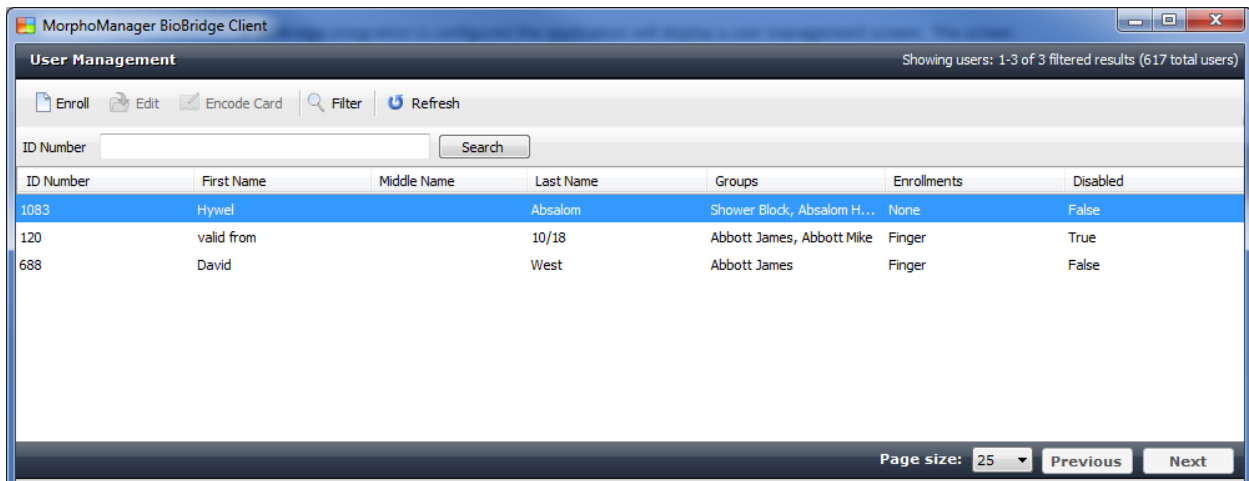 MorphoManager BioBridge Client
User Management Showing users: 1-3 of 3 filtered results (617 total users)
Enroll Edit Encode Card Filter Refresh
ID Number Search
ID Number First Name Middle Name Last Name Groups Enrollments Disabled
1083 Hywel Absalom Shower Block, Absalom H... None False
120 valid from 10/18 Abbott James, Abbott Mike Finger True
688 David West Abbott James Finger False
Page size: 25 Previous Next